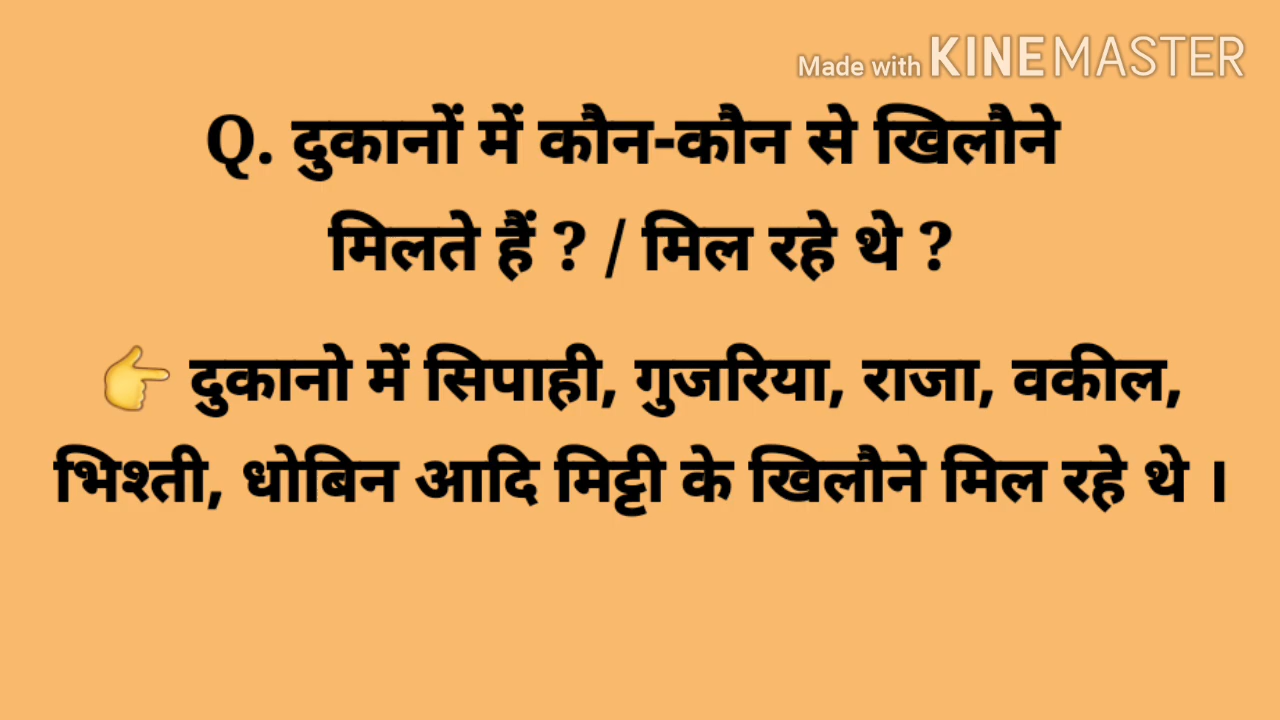 Made with KINEMASTER
Q. दुकानों में कौन-कौन से खिलौने
मिलते हैं ? / मिल रहे थे ?
👉 दुकानो में सिपाही, गुजरिया, राजा, वकील,
भिश्ती, धोबिन आदि मिट्टी के खिलौने मिल रहे थे ।